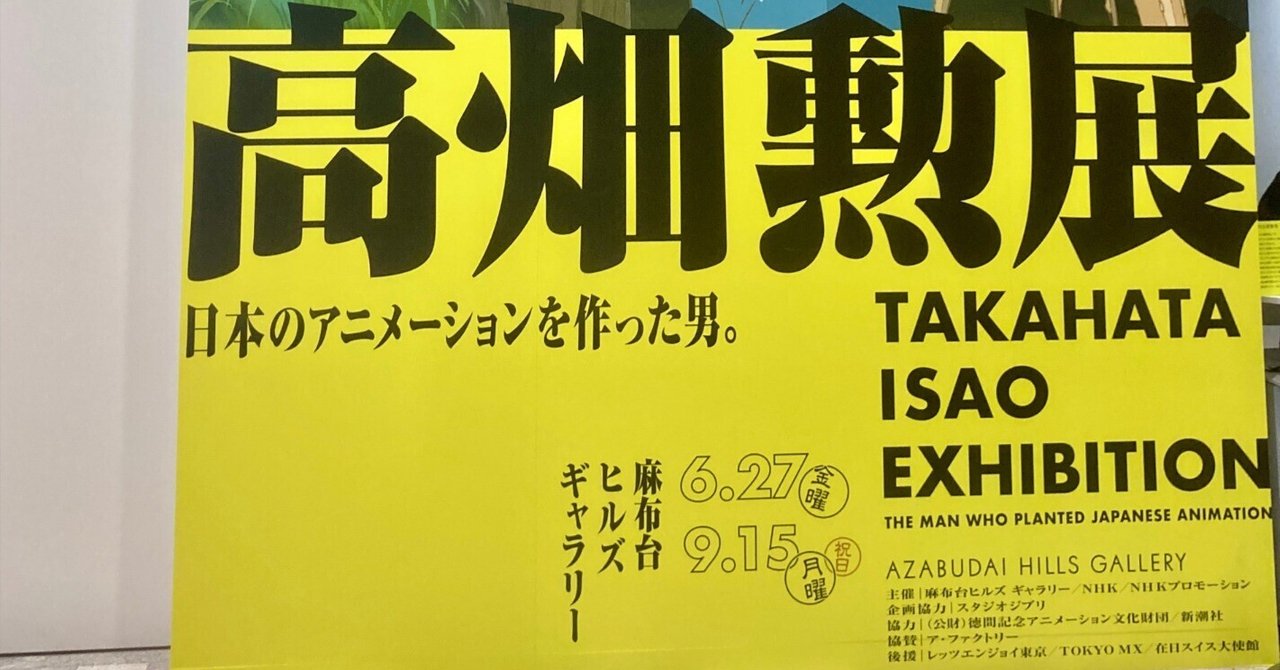 高畑勲展
日本のアニメーションを作った男。
TAKAHATA
ISAO
EXHIBITION
THE MAN WHO PLANTED JAPANESE ANIMATION
麻布台
ヒルズ
ギャラリー
6.27 金曜
9.15 月曜 祝日
AZABUDAI HILLS GALLERY
主催|麻布台ヒルズ ギャラリー/NHK/NHKプロモーション
企画協力|スタジオジブリ
協力|(公財)徳間記念アニメーション文化財団/新潮社
協賛|ア・ファクトリー
後援|レッツエンジョイ東京/TOKYO MX/在日スイス大使館